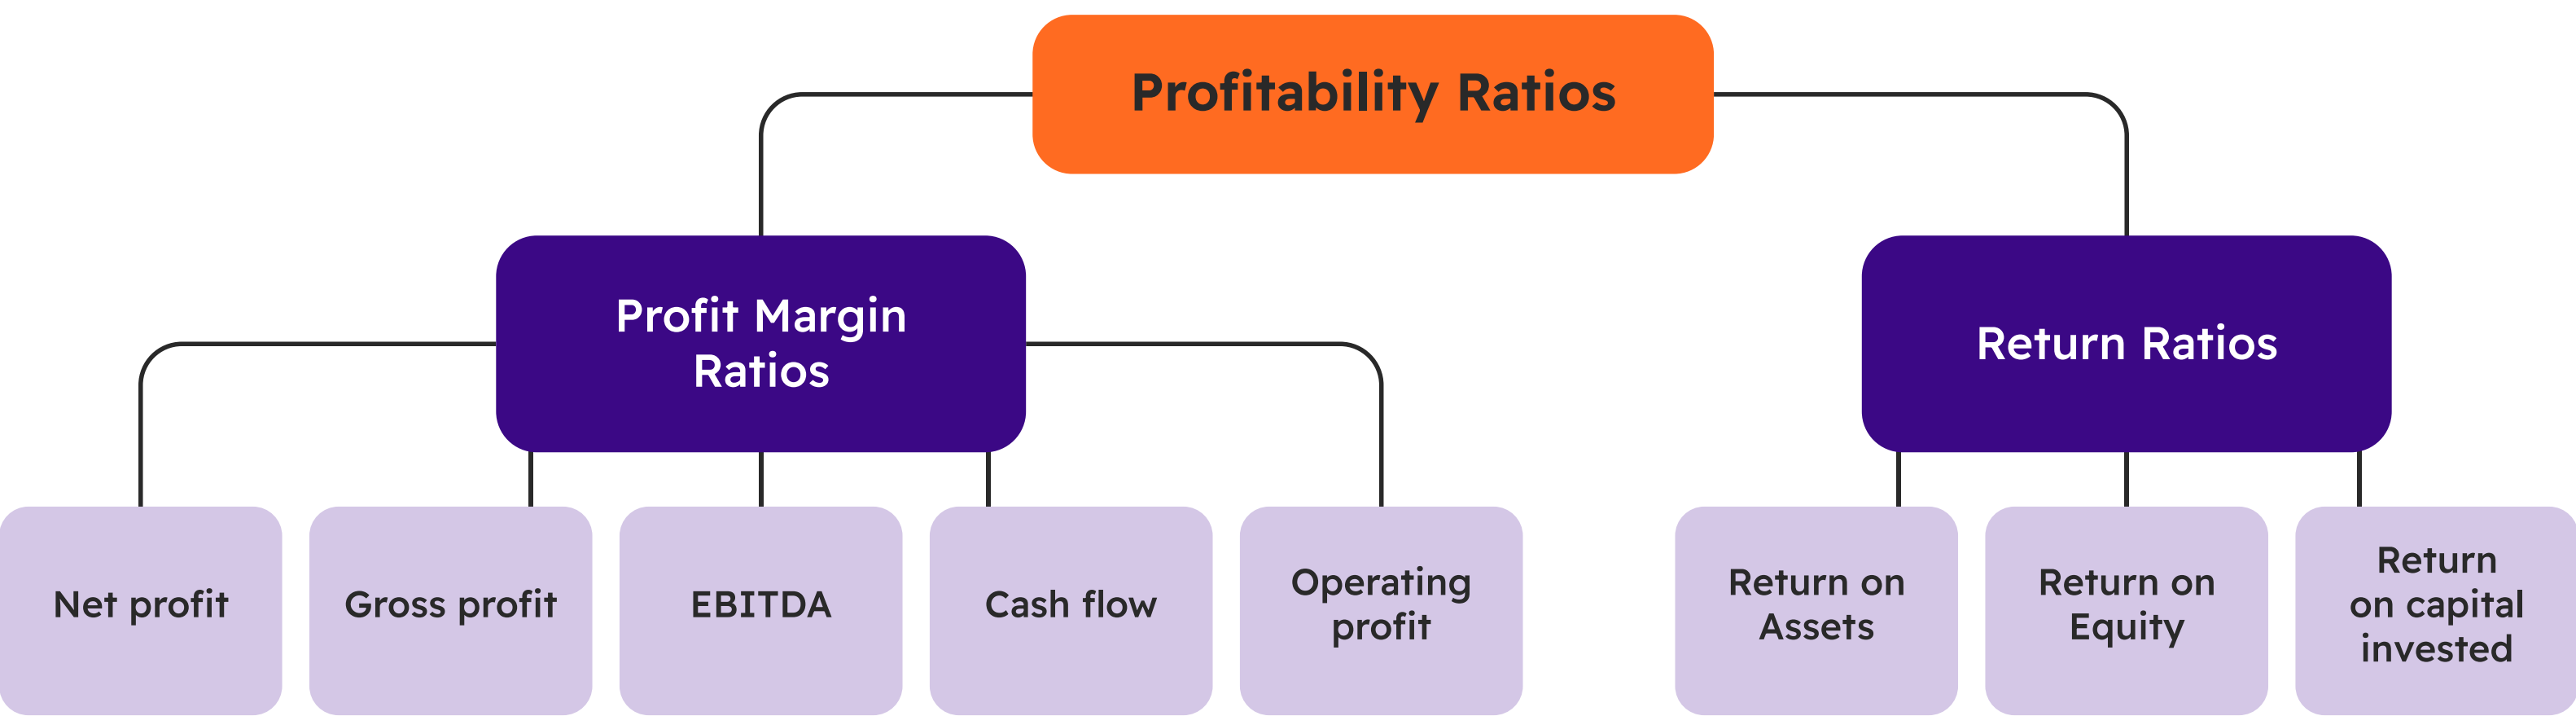 Profitability Ratios
Profit Margin
Ratios
Return Ratios
Net profit
Gross profit
EBITDA
Cash flow
Operating
profit
Return on
Assets
Return on
Equity
Return
on capital
invested